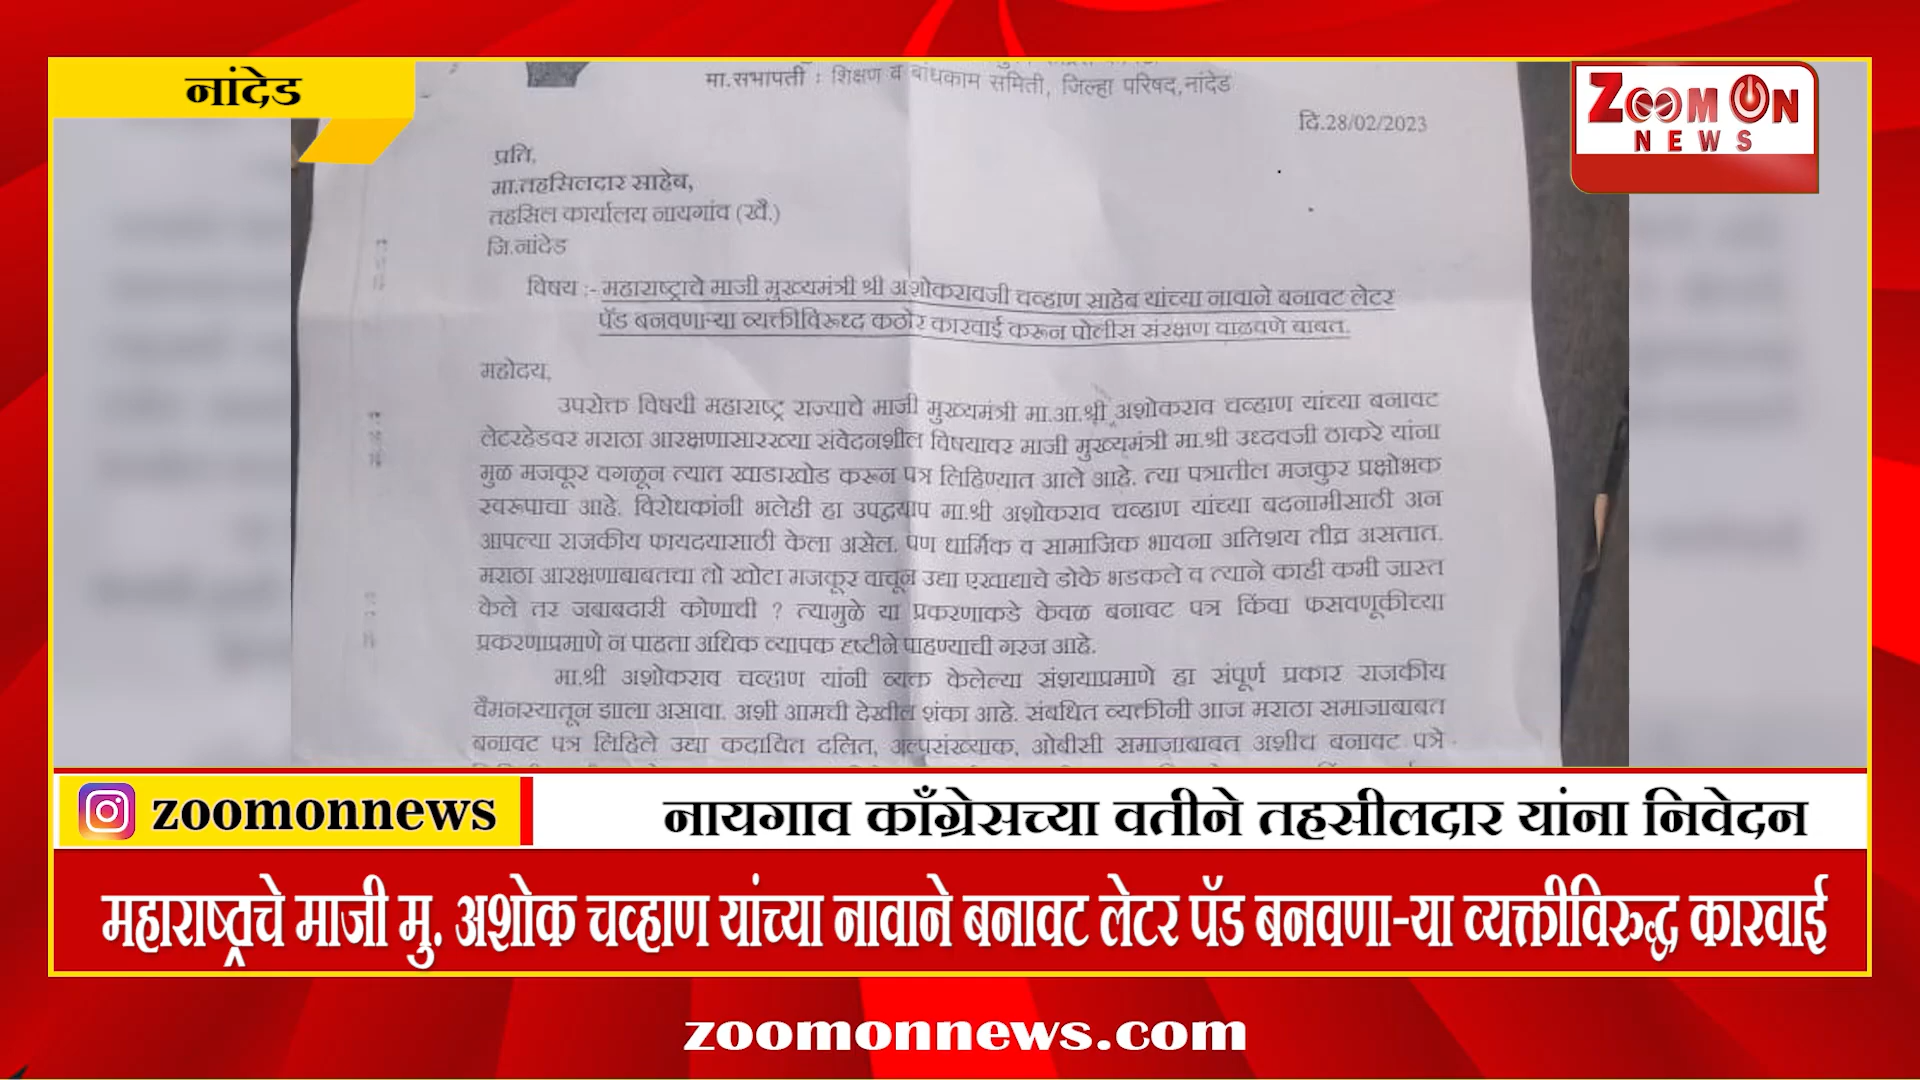 नांदेड
मा.सभापती : शिक्षण व बांधकाम समिती, जिल्हा परिषद,नांदेड
ZOOM ON
NEWS
दि.28/02/2023
प्रति,
मा.तहसिलदार साहेब,
तहसिल कार्यालय नायगांव (खै.)
जि.नांदेड
विषय :- महाराष्ट्राचे माजी मुख्यमंत्री श्री अशोकरावजी चव्हाण साहेब यांच्या नावाने बनावट लेटर
पॅड बनवणा-या व्यक्तीविरूध्द कठोर कारवाई करून पोलीस संरक्षण वाढवणे बाबत.
महोदय,
उपरोक्त विषयी महाराष्ट्र राज्याचे माजी मुख्यमंत्री मा.आ.श्री अशोकराव चव्हाण यांच्या बनावट
लेटरहेडवर मराठा आरक्षणासारख्या संवेदनशील विषयावर माजी मुख्यमंत्री मा.श्री उध्दवजी ठाकरे यांना
मुळ मजकूर वगळून त्यात खाडाखोड करून पत्र लिहिण्यात आले आहे. त्या पत्रातील मजकुर प्रक्षोभक
स्वरूपाचा आहे. विरोधकांनी भलेही हा उपद्वयाप मा.श्री अशोकराव चव्हाण यांच्या बदनामीसाठी अन
आपल्या राजकीय फायदयासाठी केला असेल. पण धार्मिक व सामाजिक भावना अतिशय तीव्र असतात.
मराठा आरक्षणाबाबतचा तो खोटा मजकूर वाचून उद्या एखाद्याचे डोके भडकले व त्याने काही कमी जास्त
केले तर जबाबदारी कोणाची ? त्यामुळे या प्रकरणाकडे केवळ बनावट पत्र किंवा फसवणूकीच्या
प्रकरणाप्रमाणे न पाहता अधिक व्यापक दृष्टीने पाहण्याची गरज आहे.
मा.श्री अशोकराव चव्हाण यांनी व्यक्त केलेल्या संशयाप्रमाणे हा संपूर्ण प्रकार राजकीय
वैमनस्यातून झाला असावा. अशी आमची देखील शंका आहे. संबधित व्यक्तीनी आज मराठा समाजाबाबत
बनावट पत्र लिहिले उद्या कदाचित दलित, अल्पसंख्याक, ओबीसी समाजाबाबत अशीच बनावट पत्रे
zoomonnews
नायगाव काँग्रेसच्या वतीने तहसीलदार यांना निवेदन
महाराष्ट्राचे माजी मु. अशोक चव्हाण यांच्या नावाने बनावट लेटर पॅड बनवणा-या व्यक्तीविरुद्ध कारवाई
zoomonnews.com